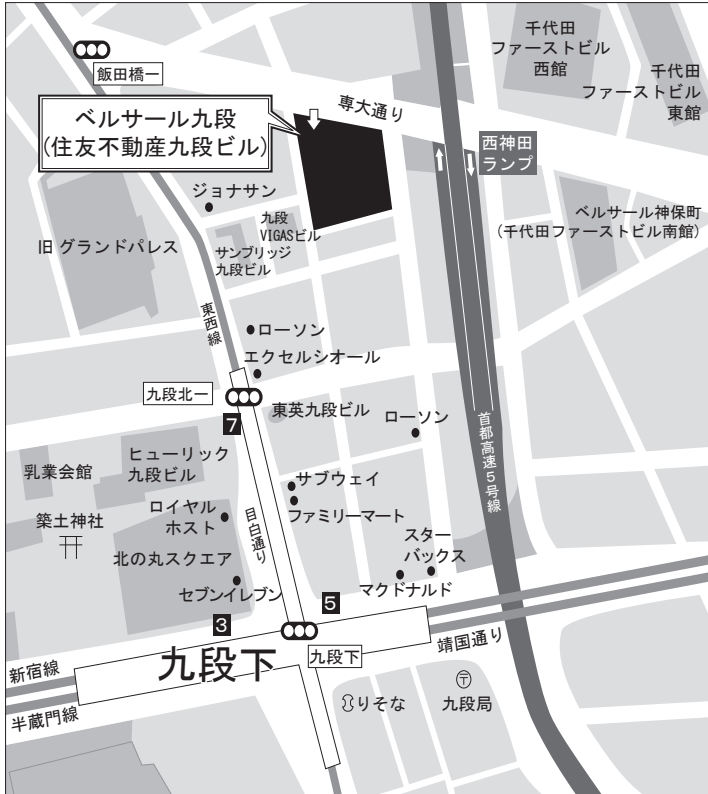 飯田橋一
ベルサール九段
(住友不動産九段ビル)
専大通り
千代田
ファーストビル
西館
千代田
ファーストビル
東館
西神田
ランプ
ジョナサン
九段
VIGASビル
サンブリッジ
九段ビル
旧 グランドパレス
ベルサール神保町
(千代田ファーストビル南館)
東西線
ローソン
エクセルシオール
九段北一
東英九段ビル
ローソン
7
首都高速5号線
乳業会館
ヒューリック
九段ビル
サブウェイ
ファミリーマート
目白通り
築土神社
ロイヤル
ホスト
北の丸スクエア
セブンイレブン
スター
バックス
マクドナルド
5
3
九段下
九段下
靖国通り
新宿線
半蔵門線
りそな
〒
九段局